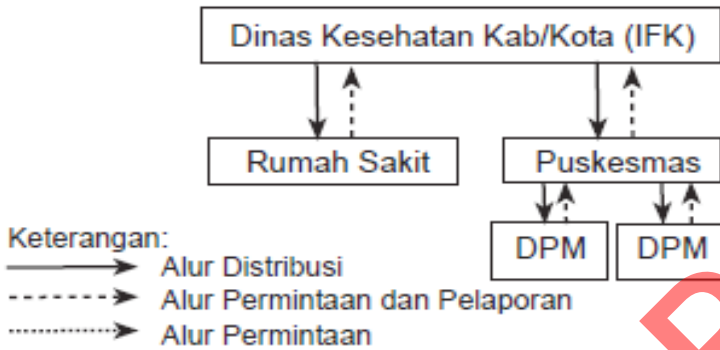 Dinas Kesehatan Kab/Kota (IFK)
Rumah Sakit
Puskesmas
DPM
DPM
Keterangan:
Alur Distribusi
Alur Permintaan dan Pelaporan
Alur Permintaan